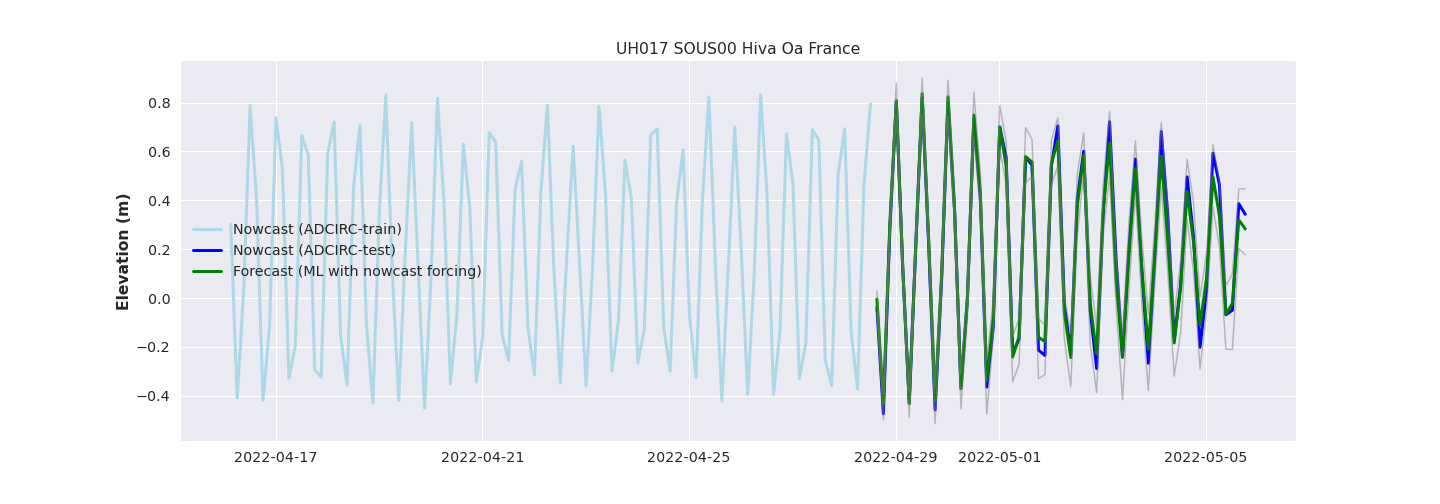 UH017 SOUS00 Hiva Oa France
Elevation (m)
0.8
0.6
0.4
0.2
0.0
−0.2
−0.4
Nowcast (ADCIRC-train)
Nowcast (ADCIRC-test)
Forecast (ML with nowcast forcing)
2022-04-17
2022-04-21
2022-04-25
2022-04-29
2022-05-01
2022-05-05